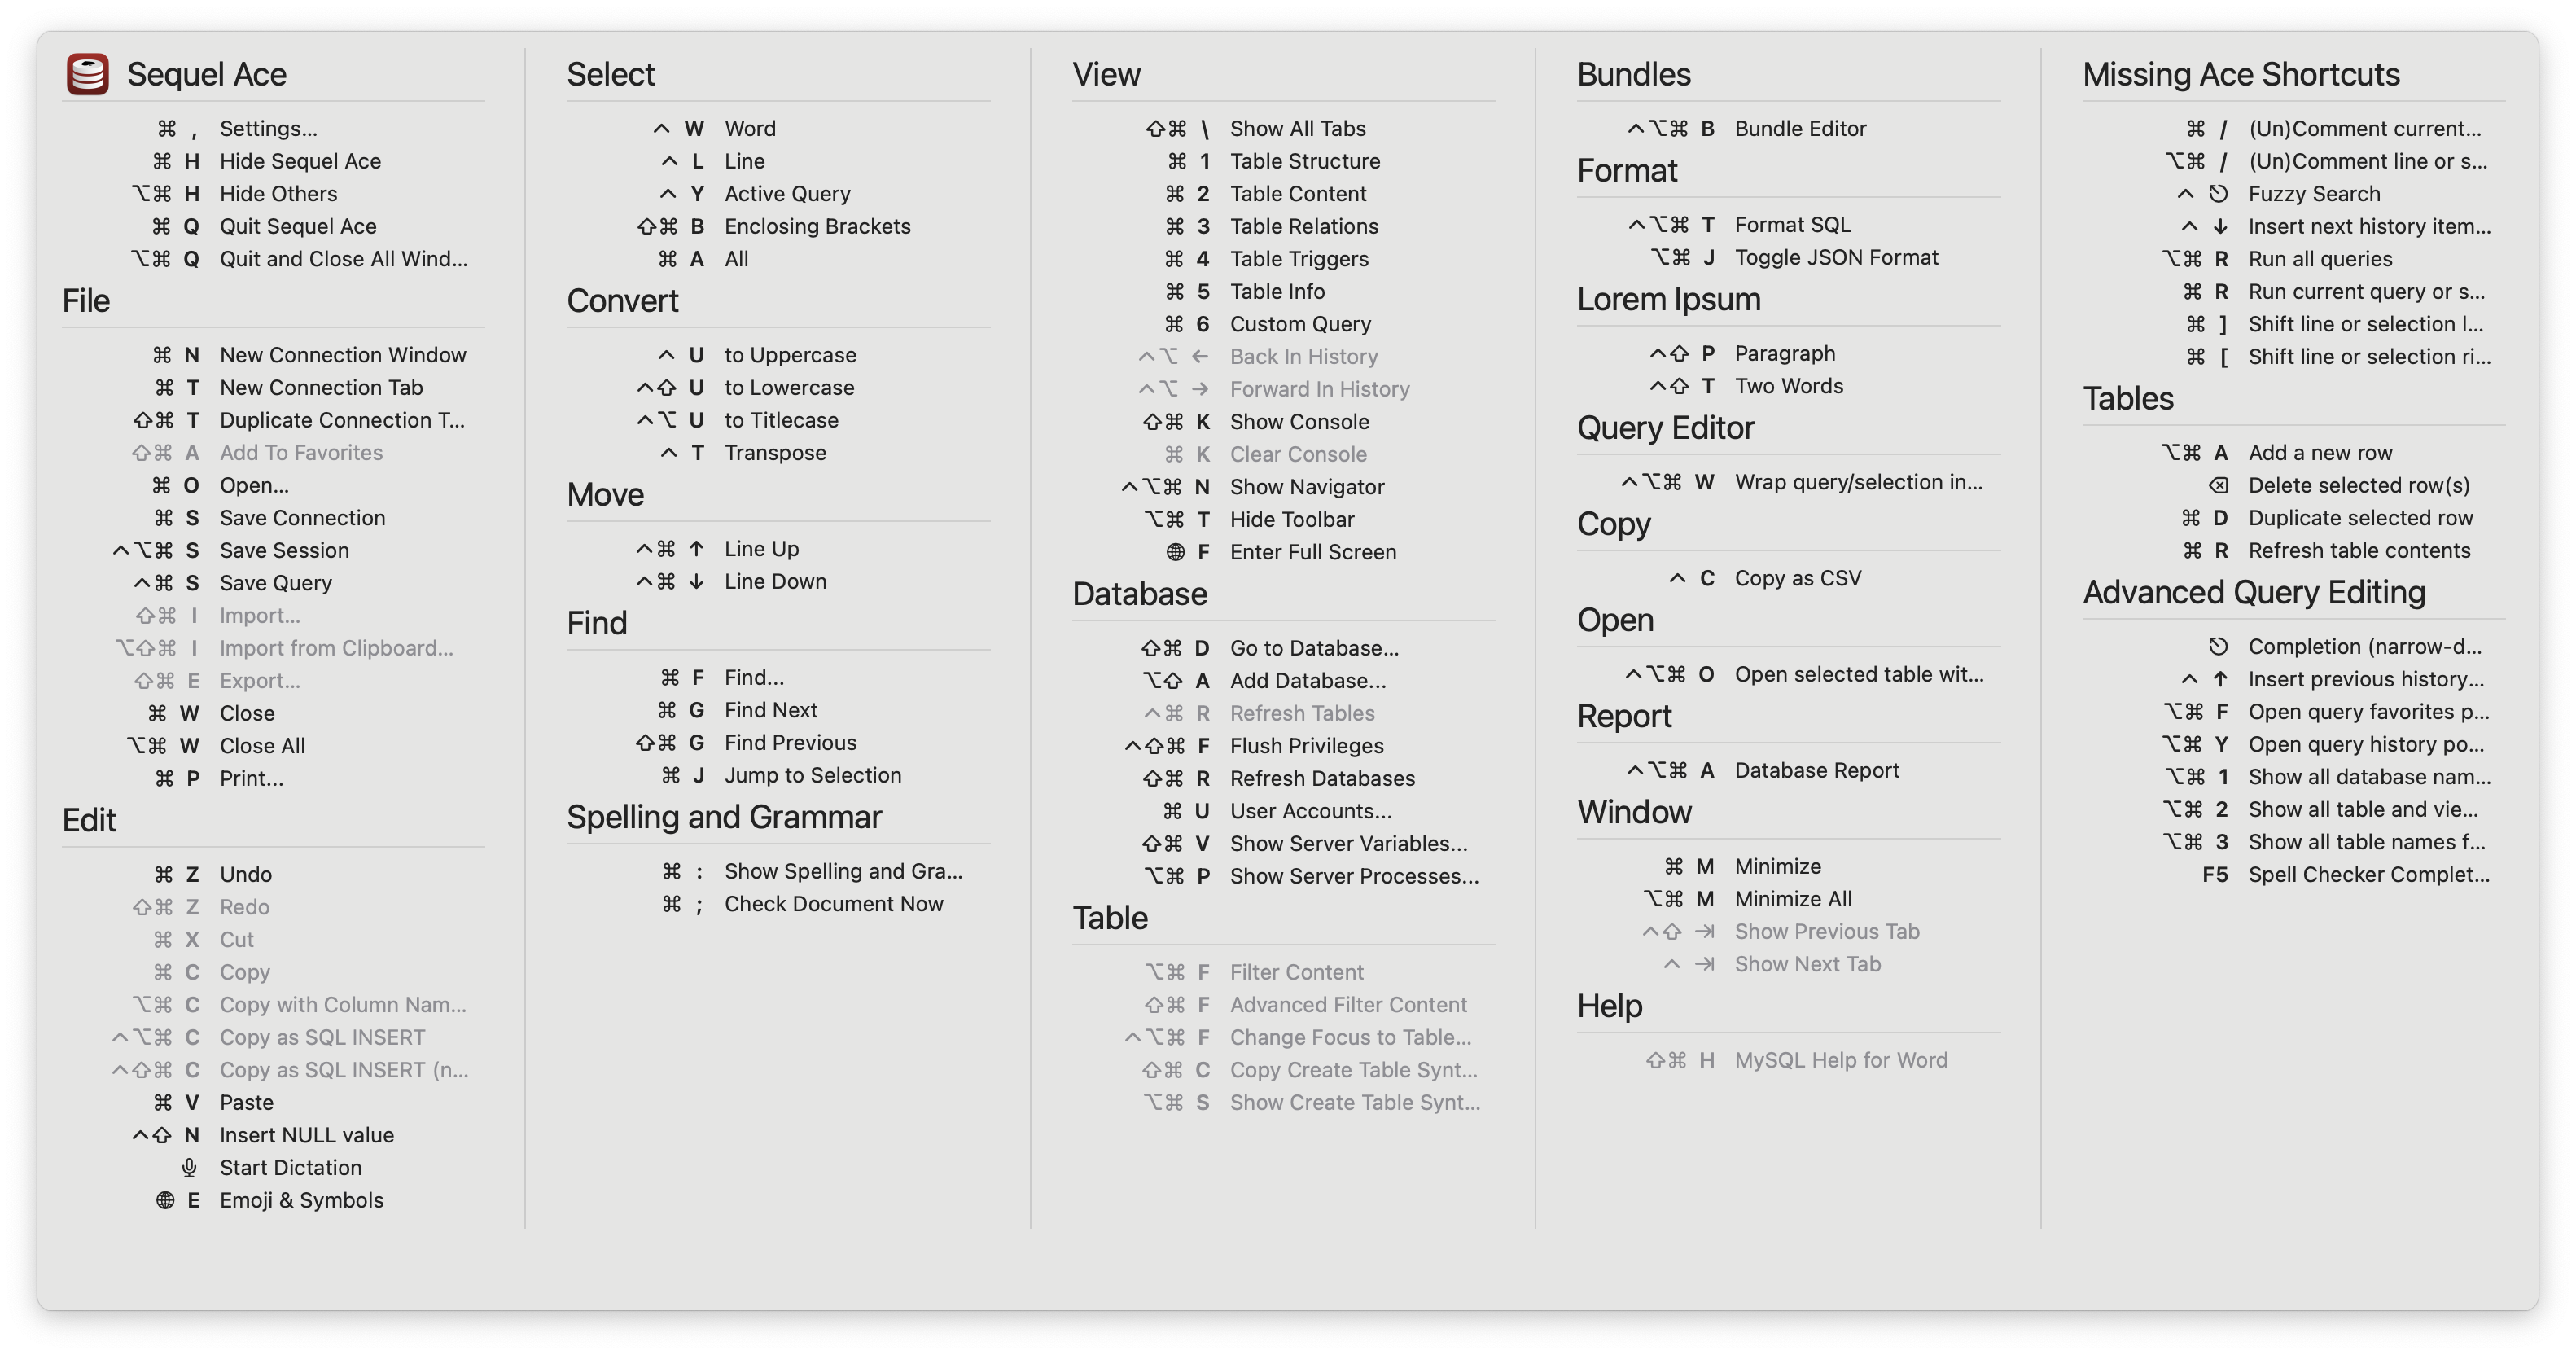 Sequel Ace
⌘ , Settings...
⌘ H Hide Sequel Ace
⌥⌘ H Hide Others
⌘ Q Quit Sequel Ace
⌥⌘ Q Quit and Close All Wind...
File
⌘ N New Connection Window
⌘ T New Connection Tab
⇧⌘ T Duplicate Connection T...
⇧⌘ A Add To Favorites
⌘ O Open...
⌘ S Save Connection
⌃⌥⌘ S Save Session
⌃⌘ S Save Query
⇧⌘ I Import...
⌥⇧⌘ I Import from Clipboard...
⇧⌘ E Export...
⌘ W Close
⌥⌘ W Close All
⌘ P Print...
Edit
⌘ Z Undo
⇧⌘ Z Redo
⌘ X Cut
⌘ C Copy
⌥⌘ C Copy with Column Nam...
⌃⌥⌘ C Copy as SQL INSERT
⌃⇧⌘ C Copy as SQL INSERT (n...
⌘ V Paste
⌃⇧ N Insert NULL value
Start Dictation
🌐 E Emoji & Symbols
Select
⌃ W Word
⌃ L Line
⌃ Y Active Query
⇧⌘ B Enclosing Brackets
⌘ A All
Convert
⌃ U to Uppercase
⌃⇧ U to Lowercase
⌃⌥ U to Titlecase
⌃ T Transpose
Move
⌃⌘ ↑ Line Up
⌃⌘ ↓ Line Down
Find
⌘ F Find...
⌘ G Find Next
⇧⌘ G Find Previous
⌘ J Jump to Selection
Spelling and Grammar
⌘ : Show Spelling and Gra...
⌘ ; Check Document Now
View
⇧⌘ \ Show All Tabs
⌘ 1 Table Structure
⌘ 2 Table Content
⌘ 3 Table Relations
⌘ 4 Table Triggers
⌘ 5 Table Info
⌘ 6 Custom Query
⌃⌥ ← Back In History
⌃⌥ → Forward In History
⇧⌘ K Show Console
⌘ K Clear Console
⌃⌥⌘ N Show Navigator
⌥⌘ T Hide Toolbar
🌐 F Enter Full Screen
Database
⇧⌘ D Go to Database...
⌥⇧ A Add Database...
⌃⌘ R Refresh Tables
⌃⇧⌘ F Flush Privileges
⇧⌘ R Refresh Databases
⌘ U User Accounts...
⇧⌘ V Show Server Variables...
⌥⌘ P Show Server Processes...
Table
⌥⌘ F Filter Content
⇧⌘ F Advanced Filter Content
⌃⌥⌘ F Change Focus to Table...
⇧⌘ C Copy Create Table Synt...
⌥⌘ S Show Create Table Synt...
Bundles
⌃⌥⌘ B Bundle Editor
Format
⌃⌥⌘ T Format SQL
⌥⌘ J Toggle JSON Format
Lorem Ipsum
⌃⇧ P Paragraph
⌃⇧ T Two Words
Query Editor
⌃⌥⌘ W Wrap query/selection in...
Copy
⌃ C Copy as CSV
Open
⌃⌥⌘ O Open selected table wit...
Report
⌃⌥⌘ A Database Report
Window
⌘ M Minimize
⌥⌘ M Minimize All
⌃⇧ ⇥ Show Previous Tab
⌃ ⇥ Show Next Tab
Help
⇧⌘ H MySQL Help for Word
Missing Ace Shortcuts
⌘ / (Un)Comment current...
⌥⌘ / (Un)Comment line or s...
⌃ ⎋ Fuzzy Search
⌃ ↓ Insert next history item...
⌥⌘ R Run all queries
⌘ R Run current query or s...
⌘ ] Shift line or selection l...
⌘ [ Shift line or selection ri...
Tables
⌥⌘ A Add a new row
⌫ Delete selected row(s)
⌘ D Duplicate selected row
⌘ R Refresh table contents
Advanced Query Editing
⎋ Completion (narrow-d...
⌃ ↑ Insert previous history...
⌥⌘ F Open query favorites p...
⌥⌘ Y Open query history po...
⌥⌘ 1 Show all database nam...
⌥⌘ 2 Show all table and vie...
⌥⌘ 3 Show all table names f...
F5 Spell Checker Complet...